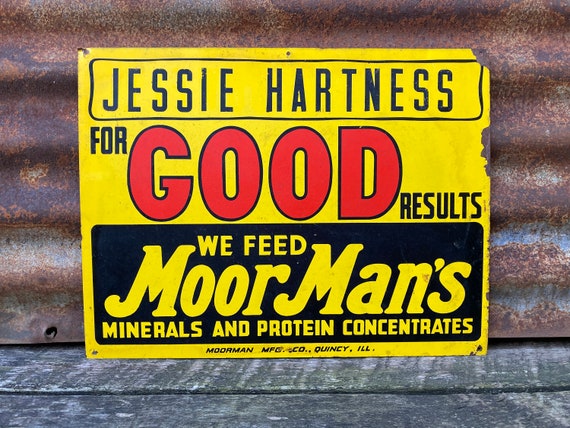 JESSIE HARTNESS
FOR GOOD RESULTS
WE FEED
MoorMan's
MINERALS AND PROTEIN CONCENTRATES
MOORMAN MFG. CO., QUINCY, ILL.